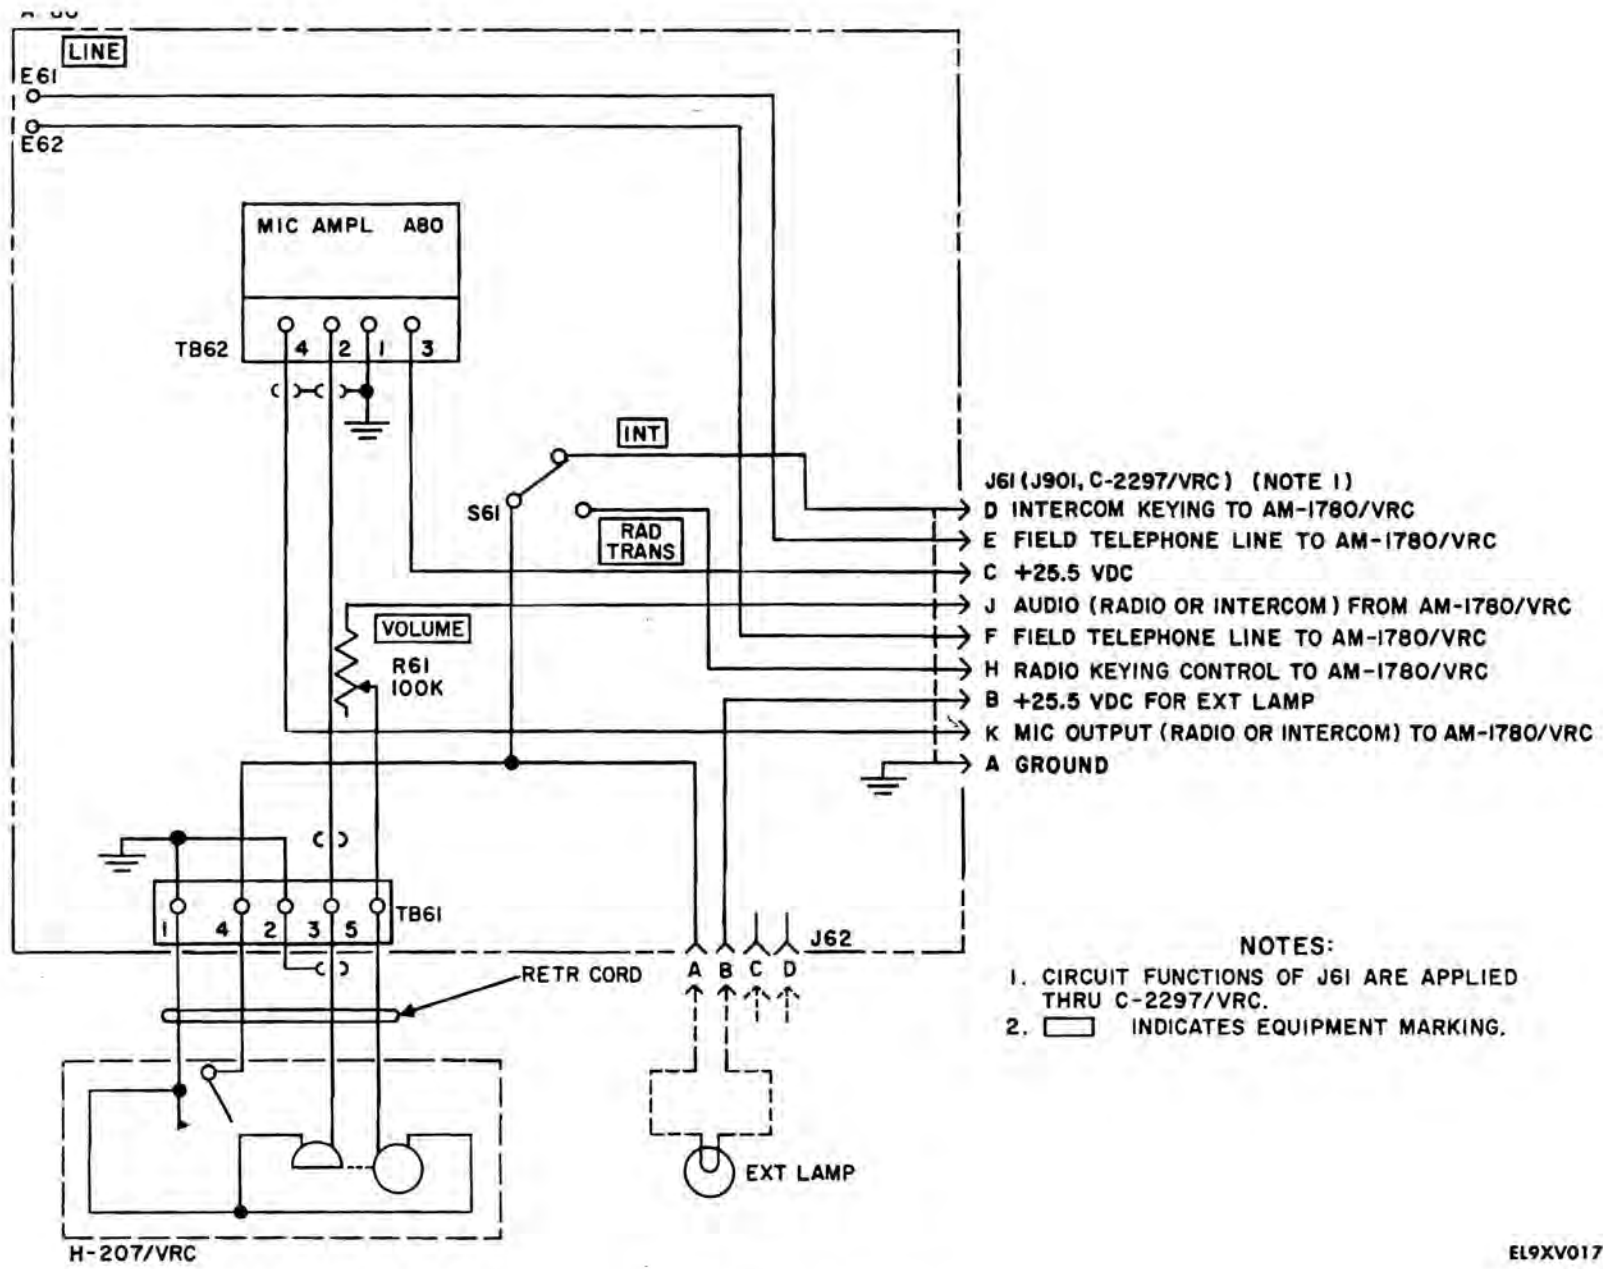 LINE
E61
E62
MIC AMPL A80
TB62 4 2 1 3
INT
S61
RAD
TRANS
J61 (J901, C-2297/VRC) (NOTE 1)
D INTERCOM KEYING TO AM-1780/VRC
E FIELD TELEPHONE LINE TO AM-1780/VRC
C +25.5 VDC
J AUDIO (RADIO OR INTERCOM) FROM AM-1780/VRC
F FIELD TELEPHONE LINE TO AM-1780/VRC
H RADIO KEYING CONTROL TO AM-1780/VRC
B +25.5 VDC FOR EXT LAMP
K MIC OUTPUT (RADIO OR INTERCOM) TO AM-1780/VRC
A GROUND
VOLUME
R61
100K
1 4 2 3 5 TB61
J62
A B C D
RETR CORD
EXT LAMP
H-207/VRC
NOTES:
1. CIRCUIT FUNCTIONS OF J61 ARE APPLIED
THRU C-2297/VRC.
2. INDICATES EQUIPMENT MARKING.
EL9XV017